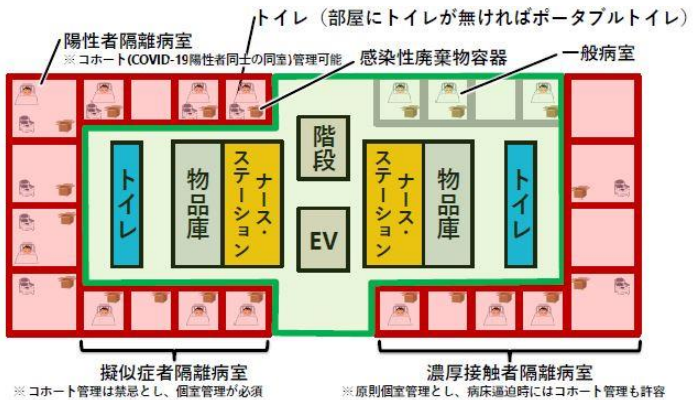 トイレ（部屋にトイレが無ければポータブルトイレ）
陽性者隔離病室
※ コホート(COVID-19陽性者同士の同室)管理可能
感染性廃棄物容器
一般病室
トイレ
物品庫
ナース・
ステーション
階段
EV
ナース・
ステーション
物品庫
トイレ
擬似症者隔離病室
※ コホート管理は禁忌とし、個室管理が必須
濃厚接触者隔離病室
※原則個室管理とし、病床逼迫時にはコホート管理も許容